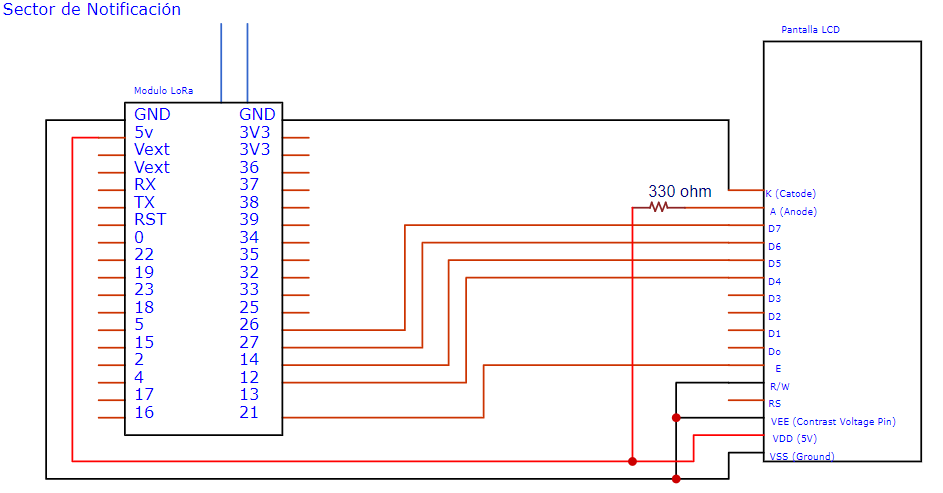 Sector de Notificación
Pantalla LCD
Modulo LoRa
GND GND
5v 3V3
Vext 3V3
Vext 36
RX 37
TX 38
RST 39
0 34
22 35
19 32
23 33
18 25
5 26
15 27
2 14
4 12
17 13
16 21
330 ohm
K (Catode)
A (Anode)
D7
D6
D5
D4
D3
D2
D1
Do
E
R/W
RS
VEE (Contrast Voltage Pin)
VDD (5V)
VSS (Ground)